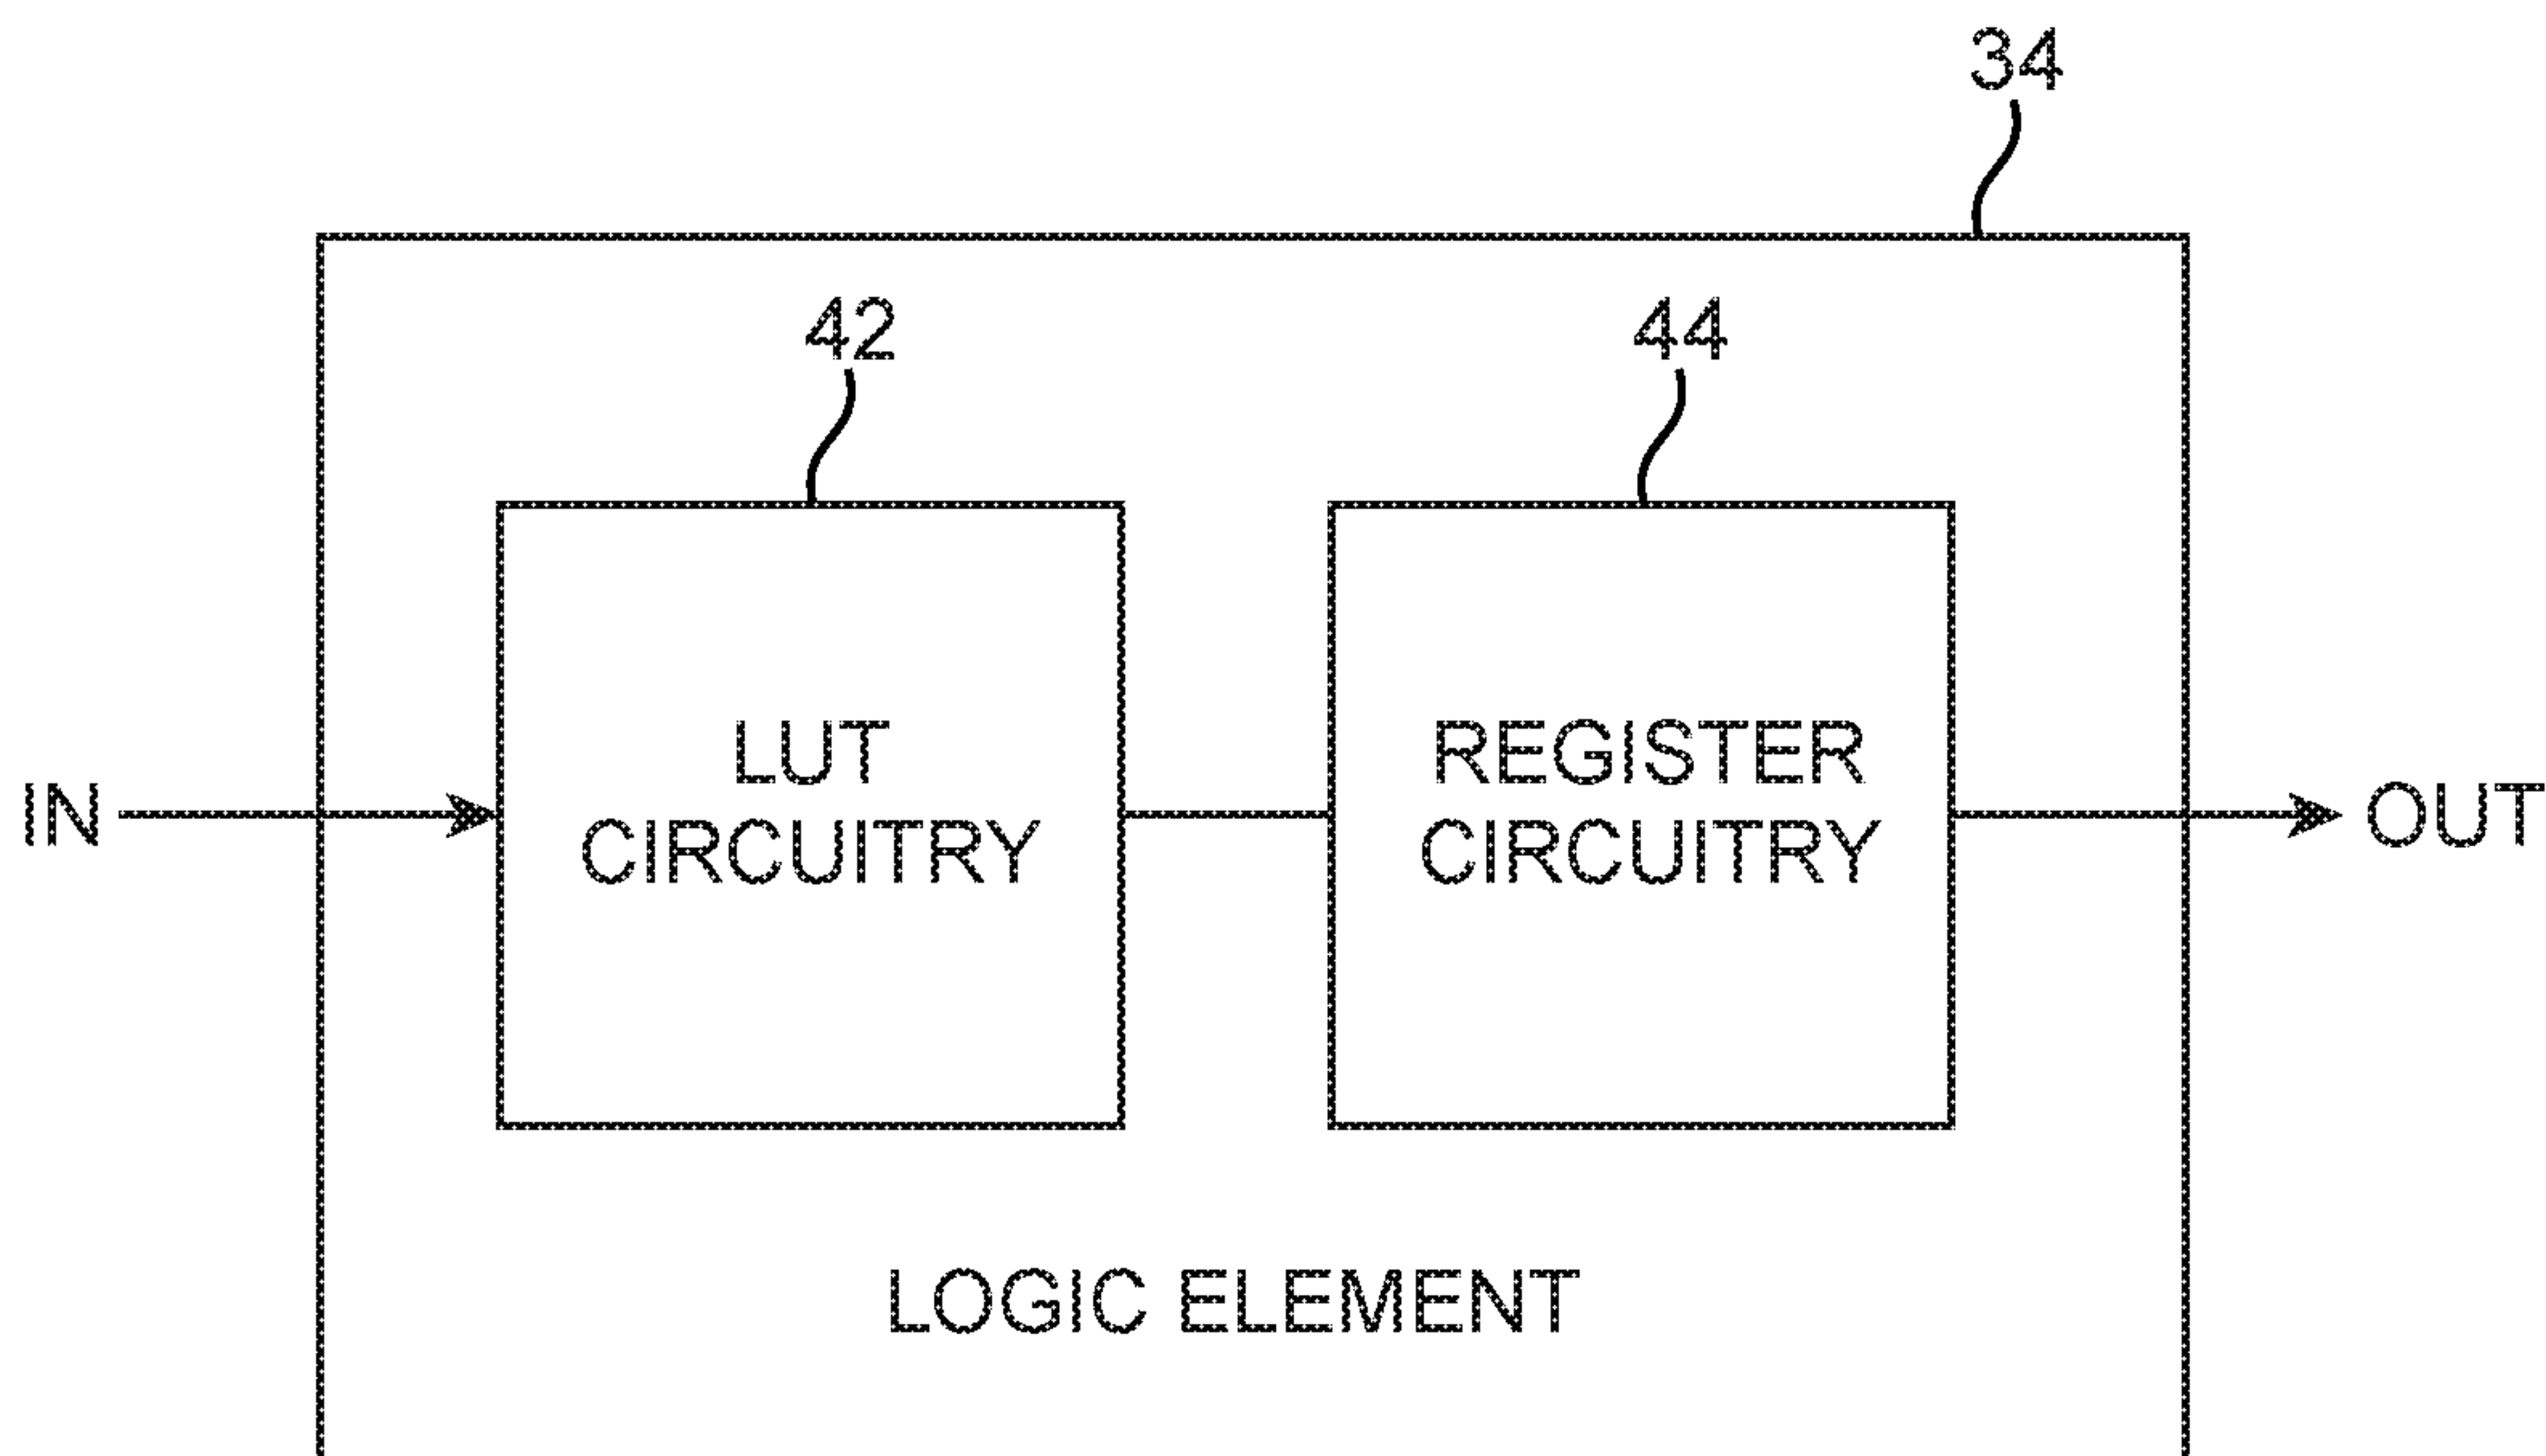 34
42
44
LUT
CIRCUITRY
REGISTER
CIRCUITRY
IN
OUT
LOGIC ELEMENT